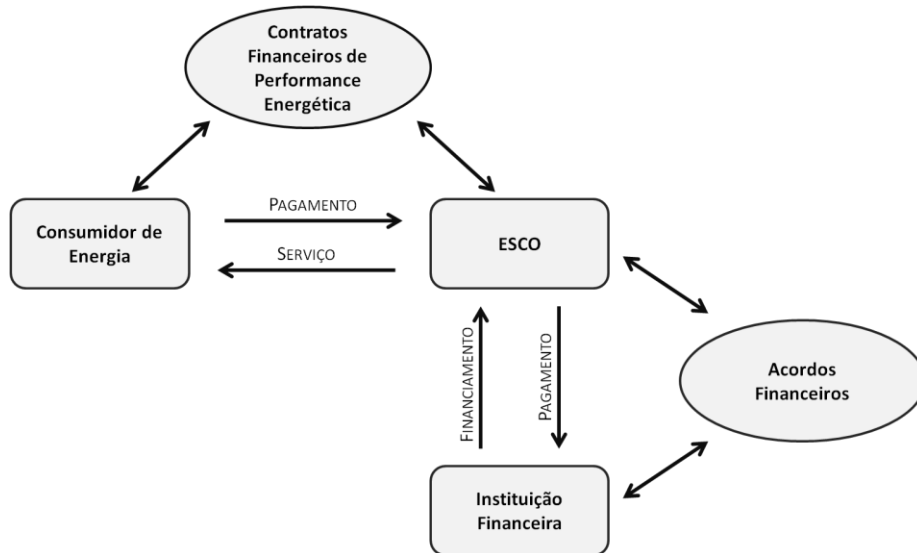 Contratos
Financeiros de
Performance
Energética
Consumidor de
Energia
PAGAMENTO
SERVIÇO
ESCO
FINANCIAMENTO
PAGAMENTO
Acordos
Financeiros
Instituição
Financeira